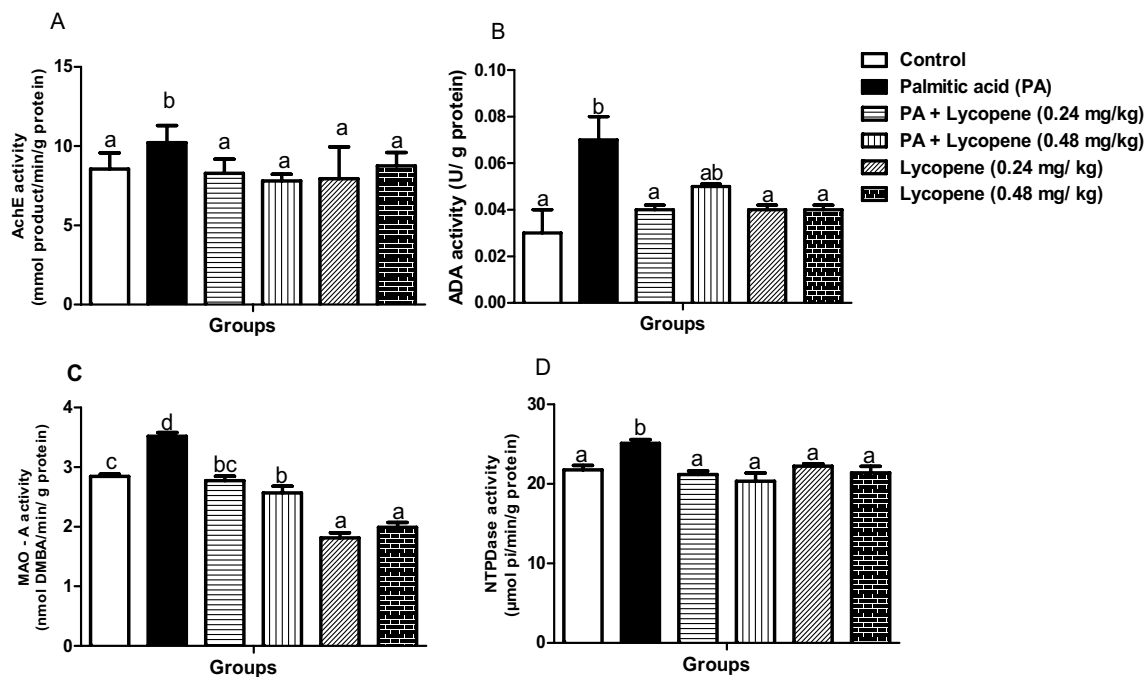 A
AchE activity
(mmol product/min/g protein)
15
10
5
0
a
b
a
a
a
a
Groups
B
ADA activity (U/ g protein)
0.10
0.08
0.06
0.04
0.02
0.00
a
b
a
ab
a
a
Groups
Control
Palmitic acid (PA)
PA + Lycopene (0.24 mg/kg)
PA + Lycopene (0.48 mg/kg)
Lycopene (0.24 mg/ kg)
Lycopene (0.48 mg/ kg)
C
MAO - A activity
(nmol DMBA/min/ g protein)
4
3
2
1
0
c
d
bc
b
a
a
Groups
D
NTPDase activity
(µmol pi/min/g protein)
30
20
10
0
a
b
a
a
a
a
Groups